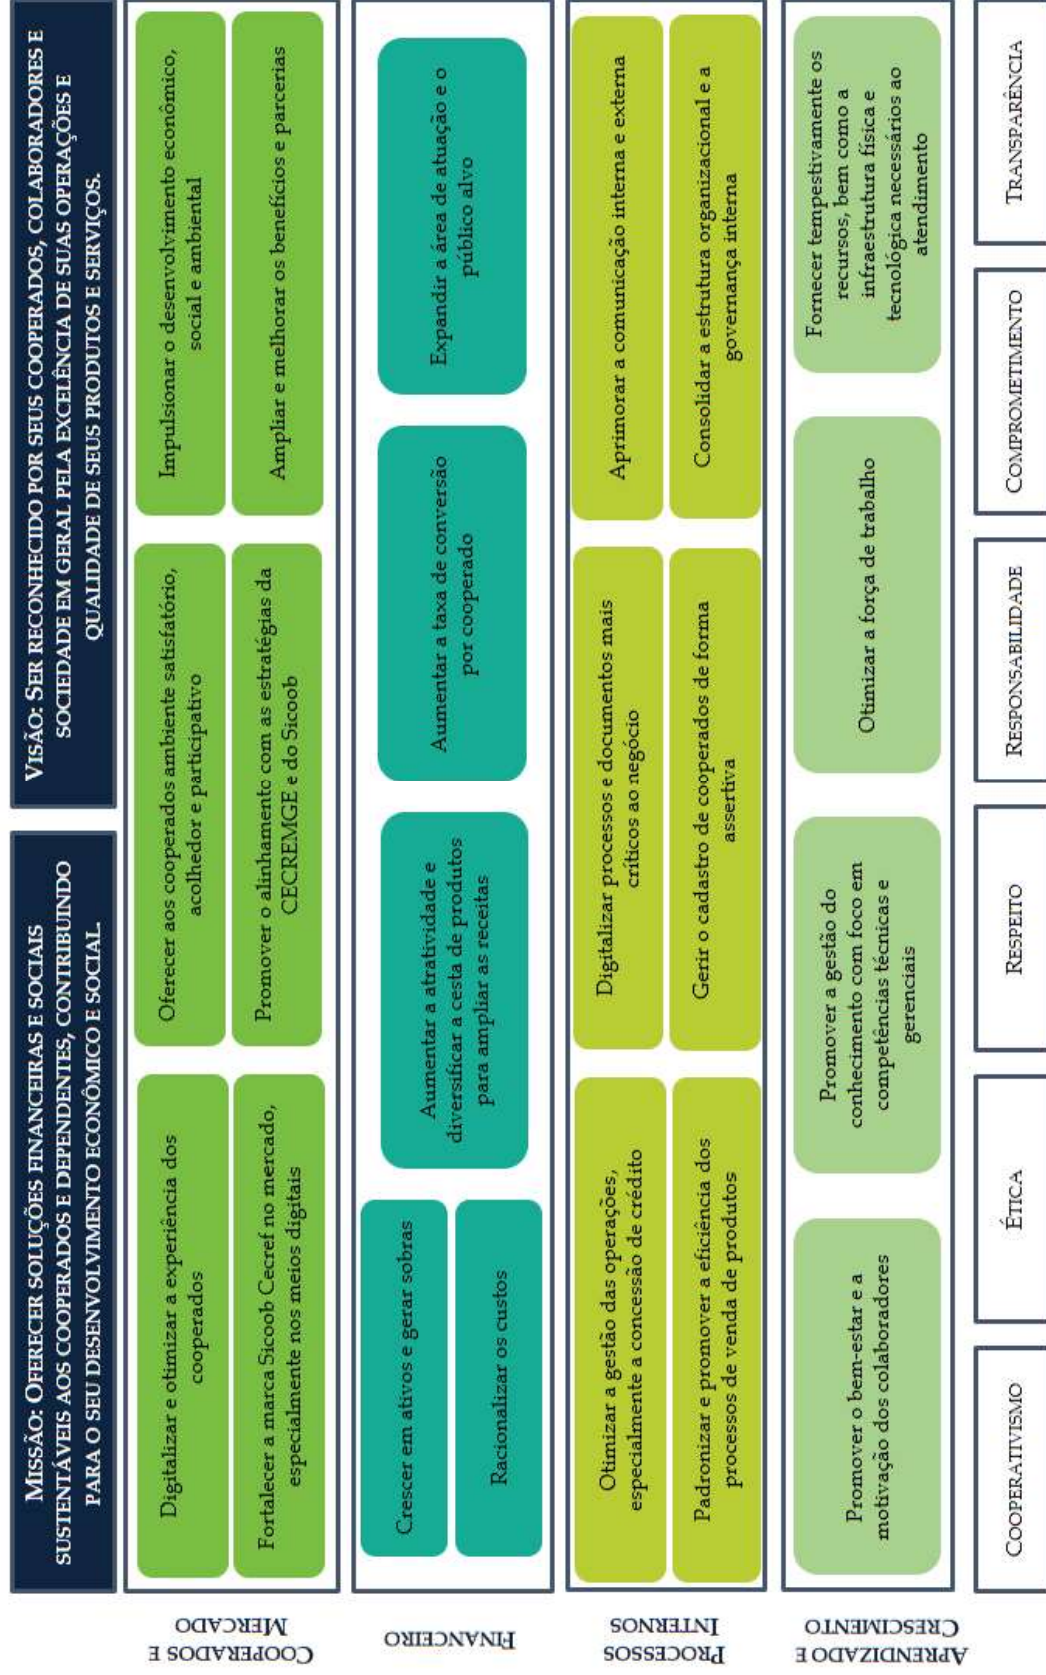 MISSÃO: OFERECER SOLUÇÕES FINANCEIRAS E SOCIAIS
SUSTENTÁVEIS AOS COOPERADOS E DEPENDENTES, CONTRIBUINDO
PARA O SEU DESENVOLVIMENTO ECONÔMICO E SOCIAL.
VISÃO: SER RECONHECIDO POR SEUS COOPERADOS, COLABORADORES E
SOCIEDADE EM GERAL PELA EXCELÊNCIA DE SUAS OPERAÇÕES E
QUALIDADE DE SEUS PRODUTOS E SERVIÇOS.
COOPERADOS E
MERCADO
Digitalizar e otimizar a experiência dos
cooperados
Oferecer aos cooperados ambiente satisfatório,
acolhedor e participativo
Impulsionar o desenvolvimento econômico,
social e ambiental
Fortalecer a marca Sicoob Cecref no mercado,
especialmente nos meios digitais
Promover o alinhamento com as estratégias da
CECREMGE e do Sicoob
Ampliar e melhorar os benefícios e parcerias
FINANCEIRO
Crescer em ativos e gerar sobras
Racionalizar os custos
Aumentar a atratividade e
diversificar a cesta de produtos
para ampliar as receitas
Aumentar a taxa de conversão
por cooperado
Expandir a área de atuação e o
público alvo
PROCESSOS
INTERNOS
Otimizar a gestão das operações,
especialmente a concessão de crédito
Digitalizar processos e documentos mais
críticos ao negócio
Aprimorar a comunicação interna e externa
Padronizar e promover a eficiência dos
processos de venda de produtos
Gerir o cadastro de cooperados de forma
assertiva
Consolidar a estrutura organizacional e a
governança interna
APRENDIZADO E
CRESCIMENTO
Promover o bem-estar e a
motivação dos colaboradores
Promover a gestão do
conhecimento com foco em
competências técnicas e
gerenciais
Otimizar a força de trabalho
Fornecer tempestivamente os
recursos, bem como a
infraestrutura física e
tecnológica necessários ao
atendimento
COOPERATIVISMO
ÉTICA
RESPEITO
RESPONSABILIDADE
COMPROMETIMENTO
TRANSPARÊNCIA